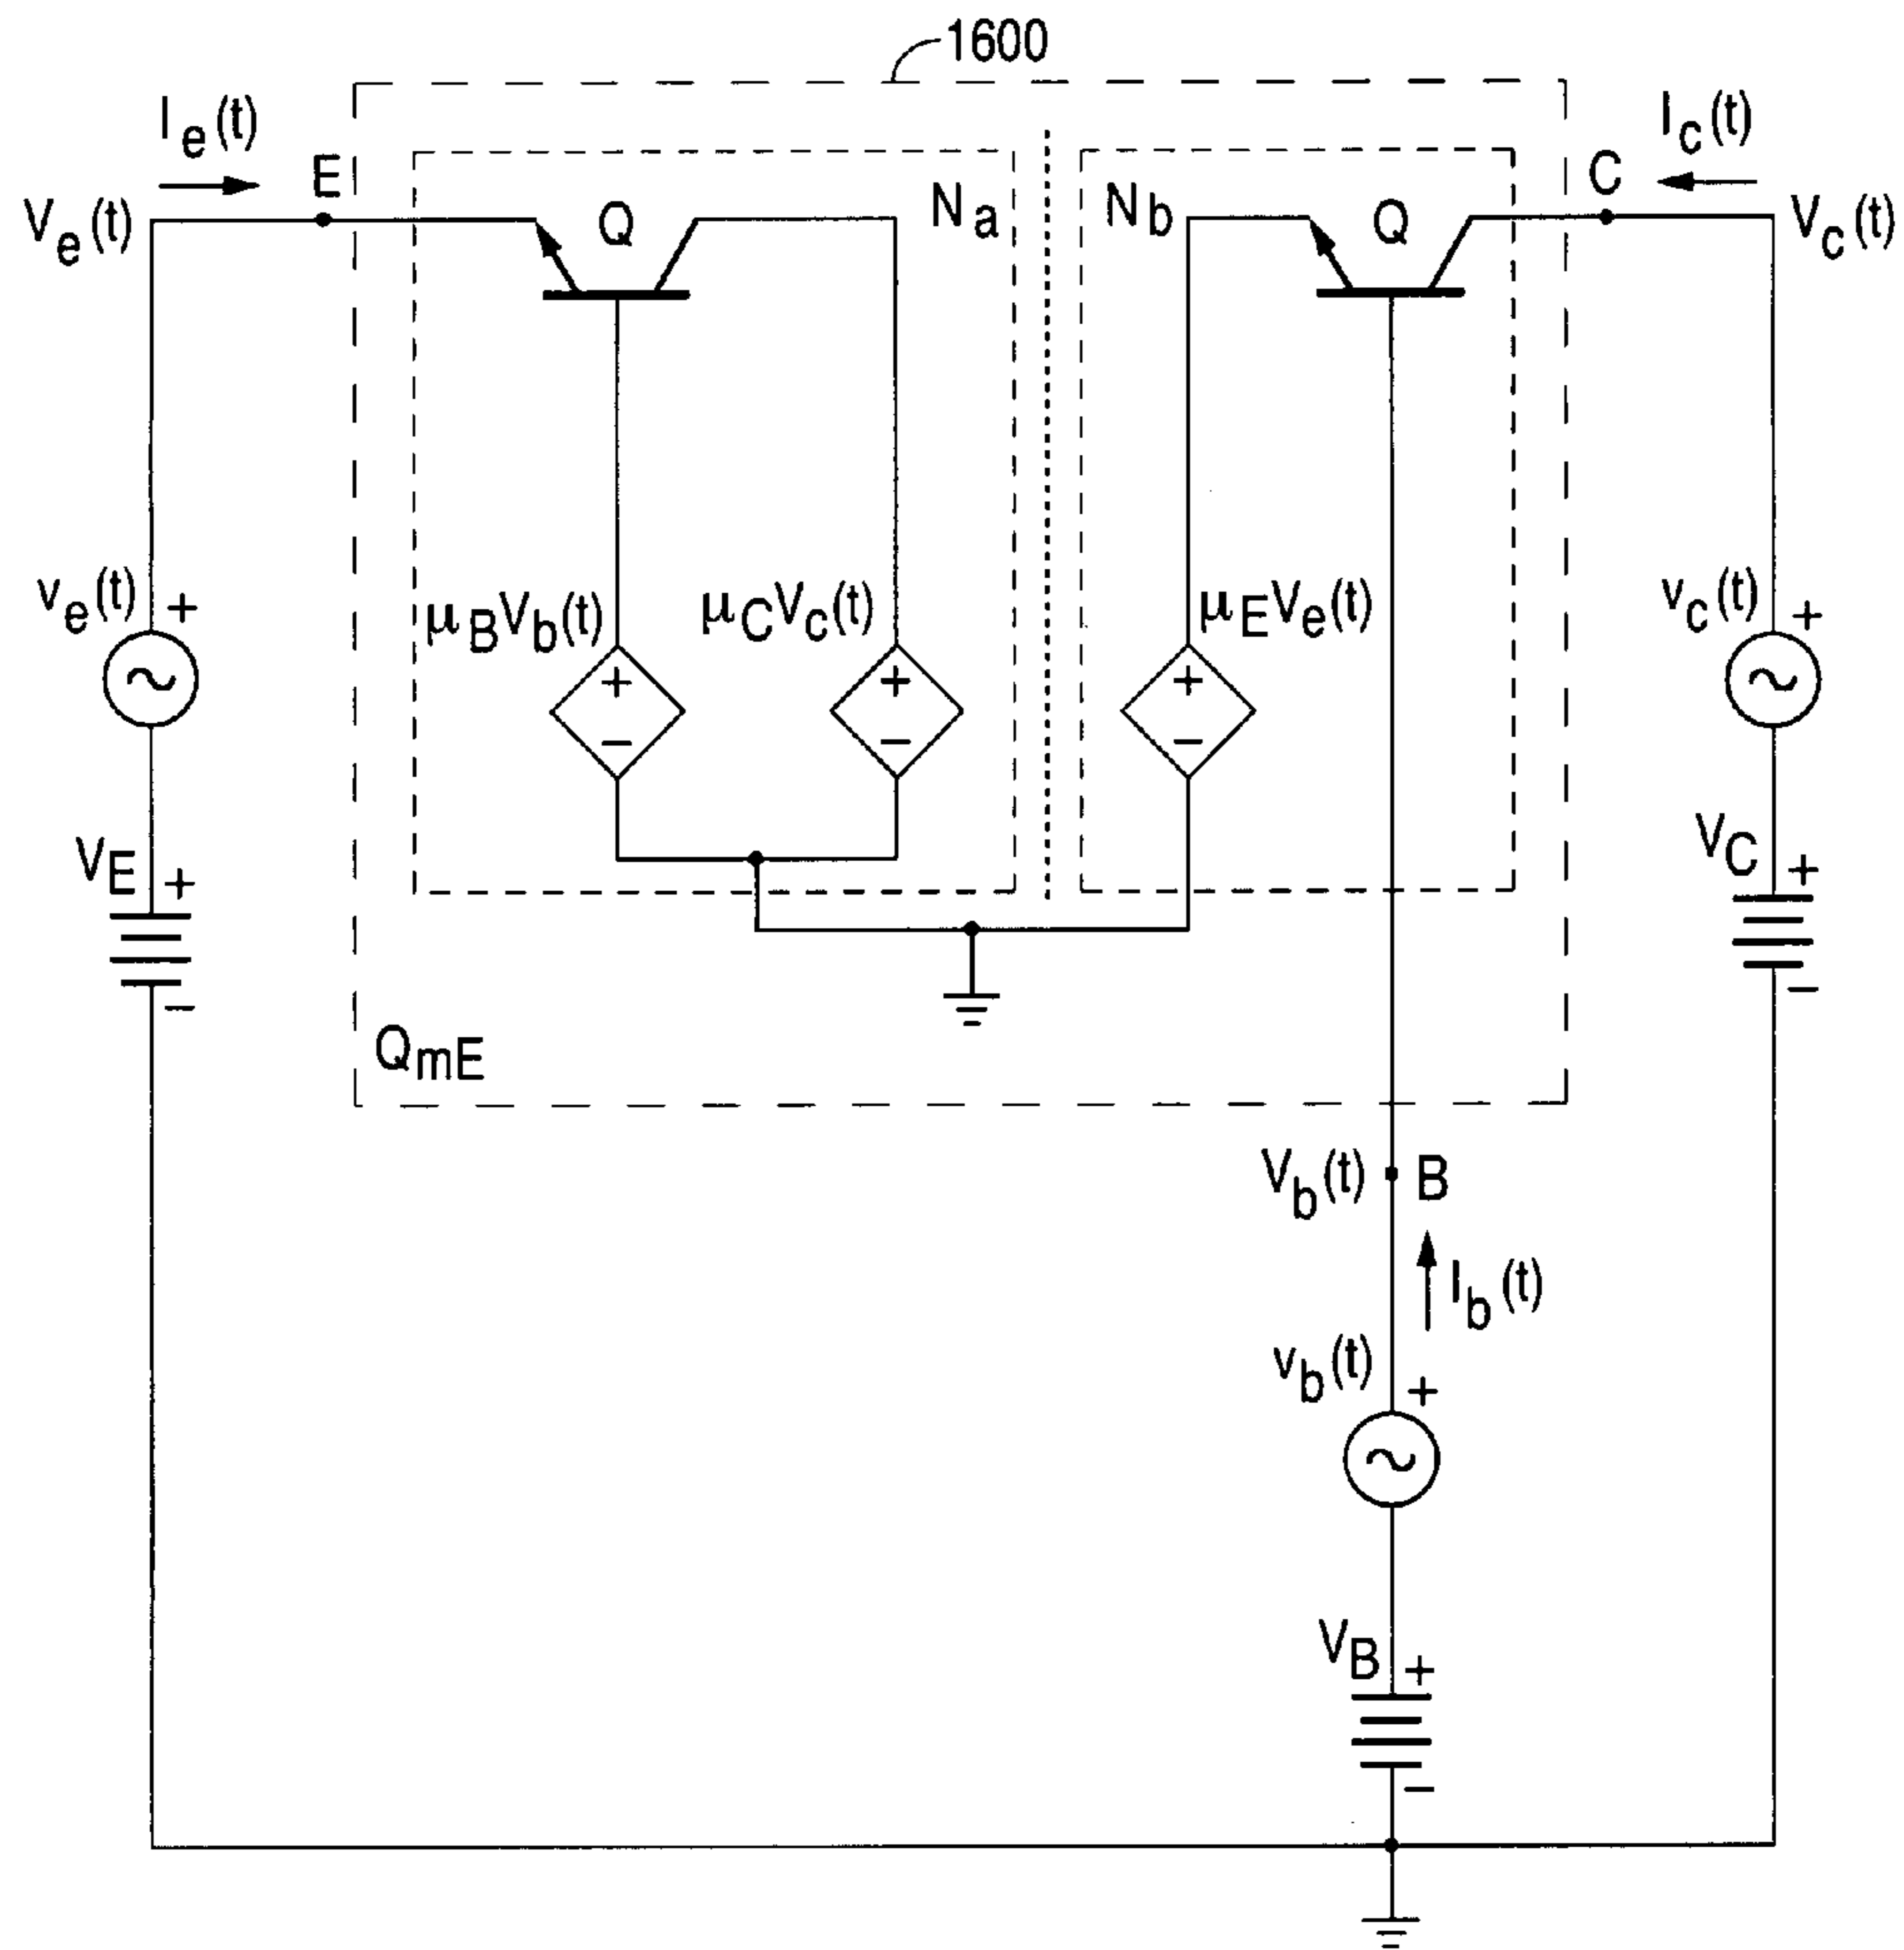 1600
Ie(t)
E
Ve(t)
Q
Na
Nb
Q
C
Ic(t)
Vc(t)
ve(t)
+
μBVb(t)
+
−
μCVc(t)
+
−
μEVe(t)
+
−
vc(t)
+
VE
+
−
VC
+
−
QmE
Vb(t)
B
Ib(t)
vb(t)
+
VB
+
−